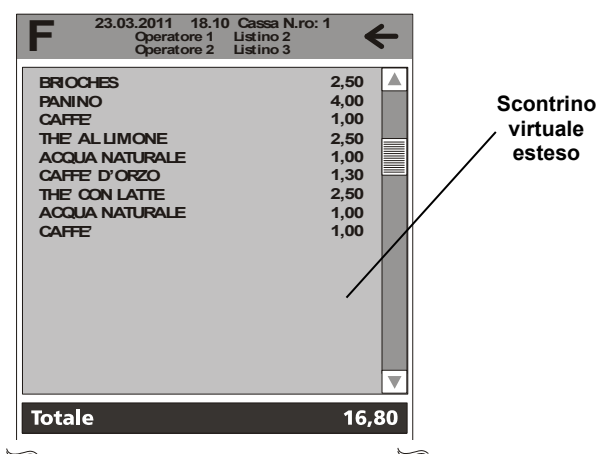 F
23.03.2011 18.10 Cassa N.ro: 1
Operatore 1 Listino 2
Operatore 2 Listino 3
BRIOCHES 2,50
PANINO 4,00
CAFFE' 1,00
THE' AL LIMONE 2,50
ACQUA NATURALE 1,00
CAFFE' D'ORZO 1,30
THE' CON LATTE 2,50
ACQUA NATURALE 1,00
CAFFE' 1,00
Totale 16,80
Scontrino
virtuale
esteso